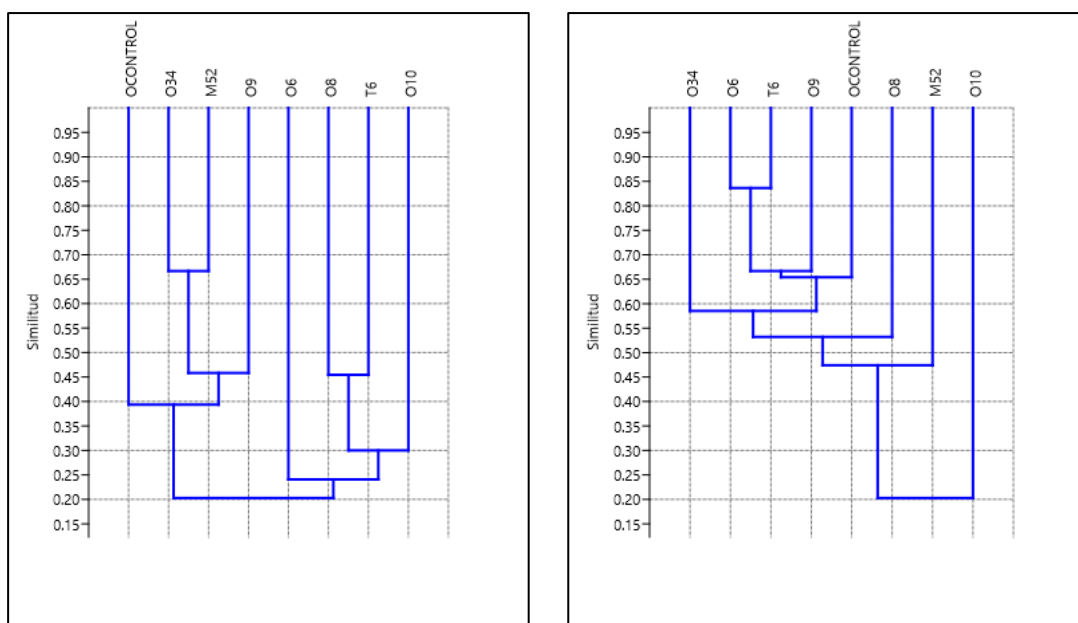 OCONTROL
O34
M52
O9
O6
O8
T6
O10
0.95
0.90
0.85
0.80
0.75
0.70
0.65
0.60
0.55
0.50
0.45
0.40
0.35
0.30
0.25
0.20
0.15
Similitud
O34
O6
T6
O9
OCONTROL
O8
M52
O10
0.95
0.90
0.85
0.80
0.75
0.70
0.65
0.60
0.55
0.50
0.45
0.40
0.35
0.30
0.25
0.20
0.15
Similitud